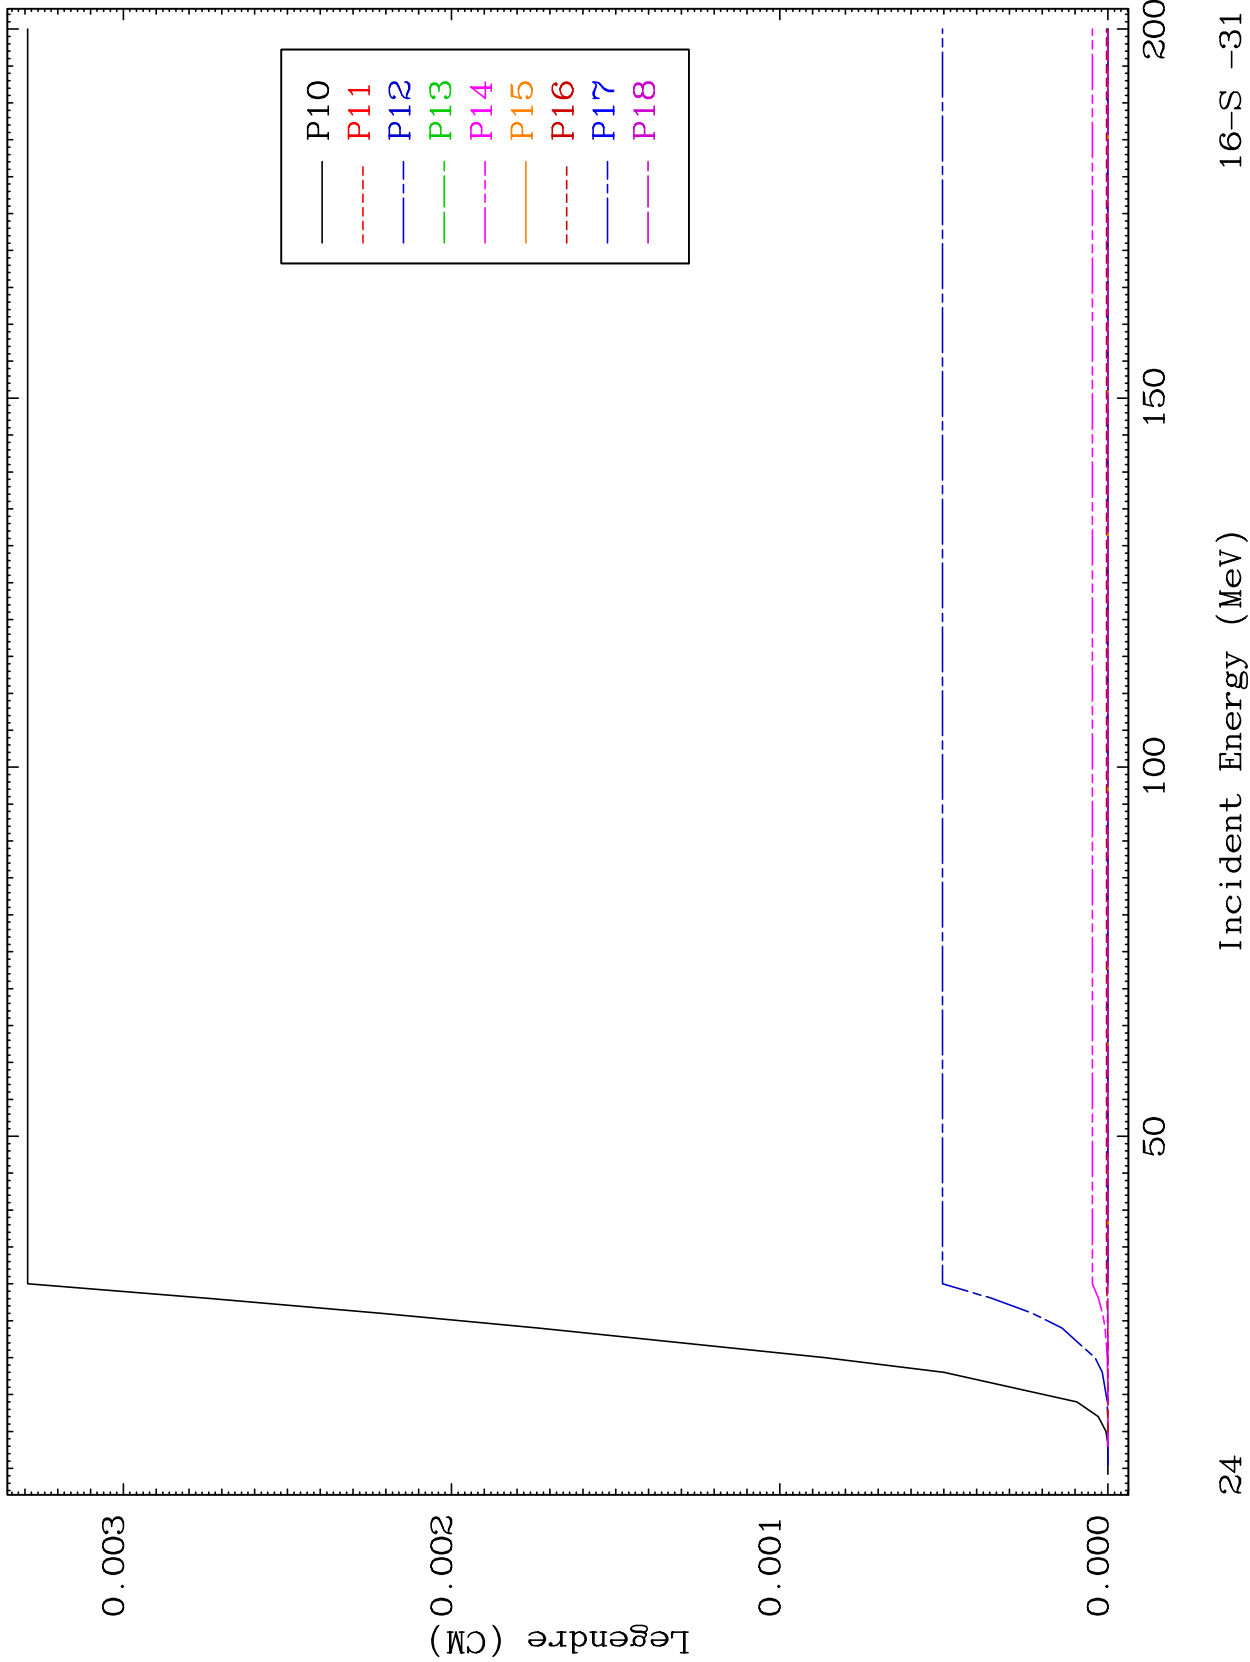 P10
P11
P12
P13
P14
P15
P16
P17
P18
0.003
0.002
0.001
0.000
Legendre (CM)
50
100
150
200
24
Incident Energy (MeV)
16-S -31